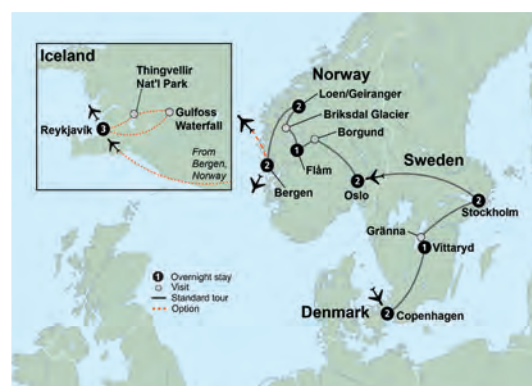 Iceland
Thingvellir
Nat'l Park
Gulfoss
Waterfall
Reykjavík
3
From
Bergen,
Norway
Norway
Loen/Geiranger
2
Briksdal Glacier
Borgund
1
Flåm
2
Bergen
2
Oslo
Sweden
2
Stockholm
Gränna
1
Vittaryd
Denmark
2
Copenhagen
1 Overnight stay
Visit
Standard tour
Option